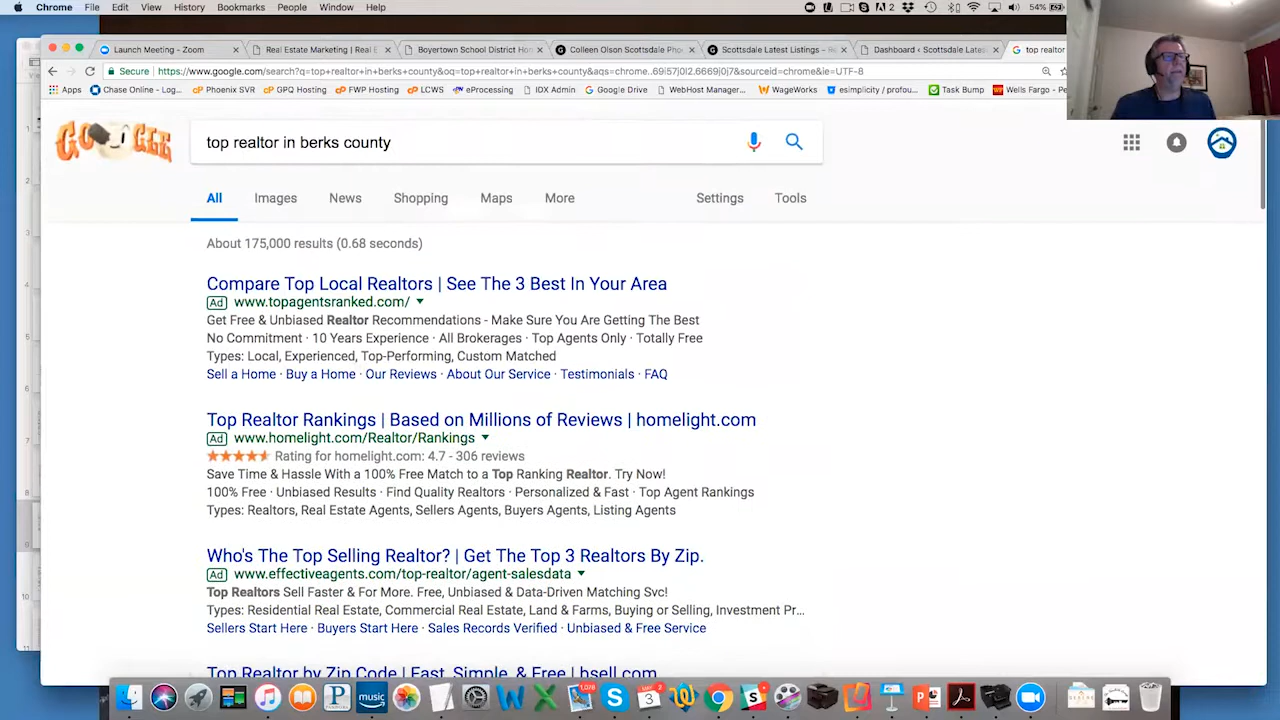 Chrome File Edit View History Bookmarks People Window Help
54%
Launch Meeting - Zoom
Real Estate Marketing | Real E
Boyertown School District Hom
Colleen Olson Scottsdale Phoe
Scottsdale Latest Listings – Re
Dashboard ‹ Scottsdale Lates
top realtor
Secure https://www.google.com/search?q=top+realtor+in+berks+county&oq=top+realtor+in+berks+county&aqs=chrome..69i57j0l2.6669j0j7&sourceid=chrome&ie=UTF-8
Apps Chase Online - Log... Phoenix SVR GPQ Hosting FWP Hosting LCWS eProcessing IDX Admin Google Drive WebHost Manager... WageWorks esimplicity / profou... Task Bump Wells Fargo – Pe
GOOGLE
top realtor in berks county
All Images News Shopping Maps More Settings Tools
About 175,000 results (0.68 seconds)
Compare Top Local Realtors | See The 3 Best In Your Area
Ad www.topagentsranked.com/
Get Free & Unbiased Realtor Recommendations - Make Sure You Are Getting The Best
No Commitment · 10 Years Experience · All Brokerages · Top Agents Only · Totally Free
Types: Local, Experienced, Top-Performing, Custom Matched
Sell a Home · Buy a Home · Our Reviews · About Our Service · Testimonials · FAQ
Top Realtor Rankings | Based on Millions of Reviews | homelight.com
Ad www.homelight.com/Realtor/Rankings
Rating for homelight.com: 4.7 - 306 reviews
Save Time & Hassle With a 100% Free Match to a Top Ranking Realtor. Try Now!
100% Free · Unbiased Results · Find Quality Realtors · Personalized & Fast · Top Agent Rankings
Types: Realtors, Real Estate Agents, Sellers Agents, Buyers Agents, Listing Agents
Who's The Top Selling Realtor? | Get The Top 3 Realtors By Zip.
Ad www.effectiveagents.com/top-realtor/agent-salesdata
Top Realtors Sell Faster & For More. Free, Unbiased & Data-Driven Matching Svc!
Types: Residential Real Estate, Commercial Real Estate, Land & Farms, Buying or Selling, Investment Pr...
Sellers Start Here · Buyers Start Here · Sales Records Verified · Unbiased & Free Service
Top Realtor by Zip Code | Fast, Simple, & Free | hsell.com
music
1,078
3